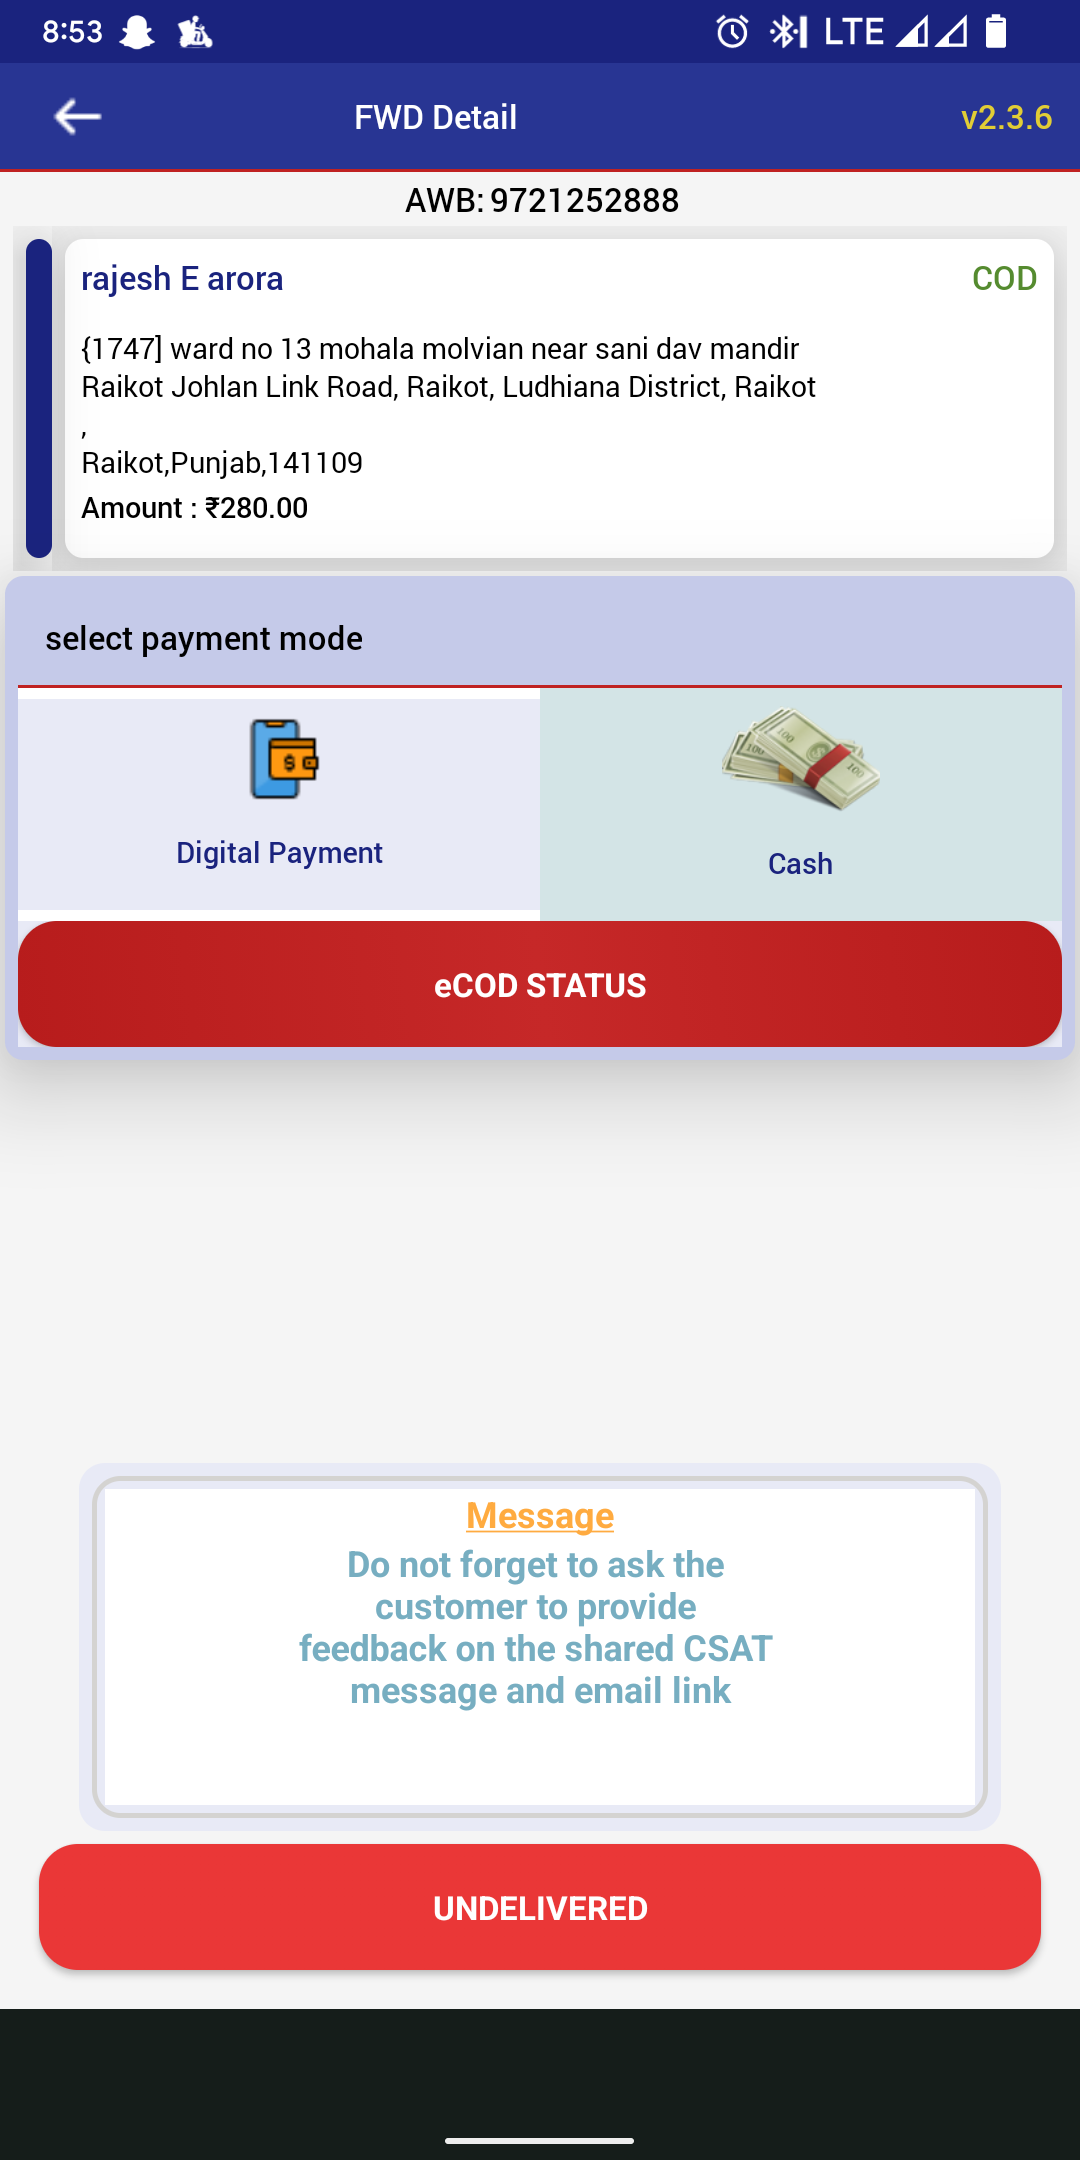 8:53 LTE
FWD Detail v2.3.6
AWB: 9721252888
rajesh E arora COD
{1747] ward no 13 mohala molvian near sani dav mandir
Raikot Johlan Link Road, Raikot, Ludhiana District, Raikot
,
Raikot,Punjab,141109
Amount : ₹280.00
select payment mode
Digital Payment
Cash
eCOD STATUS
Message
Do not forget to ask the
customer to provide
feedback on the shared CSAT
message and email link
UNDELIVERED